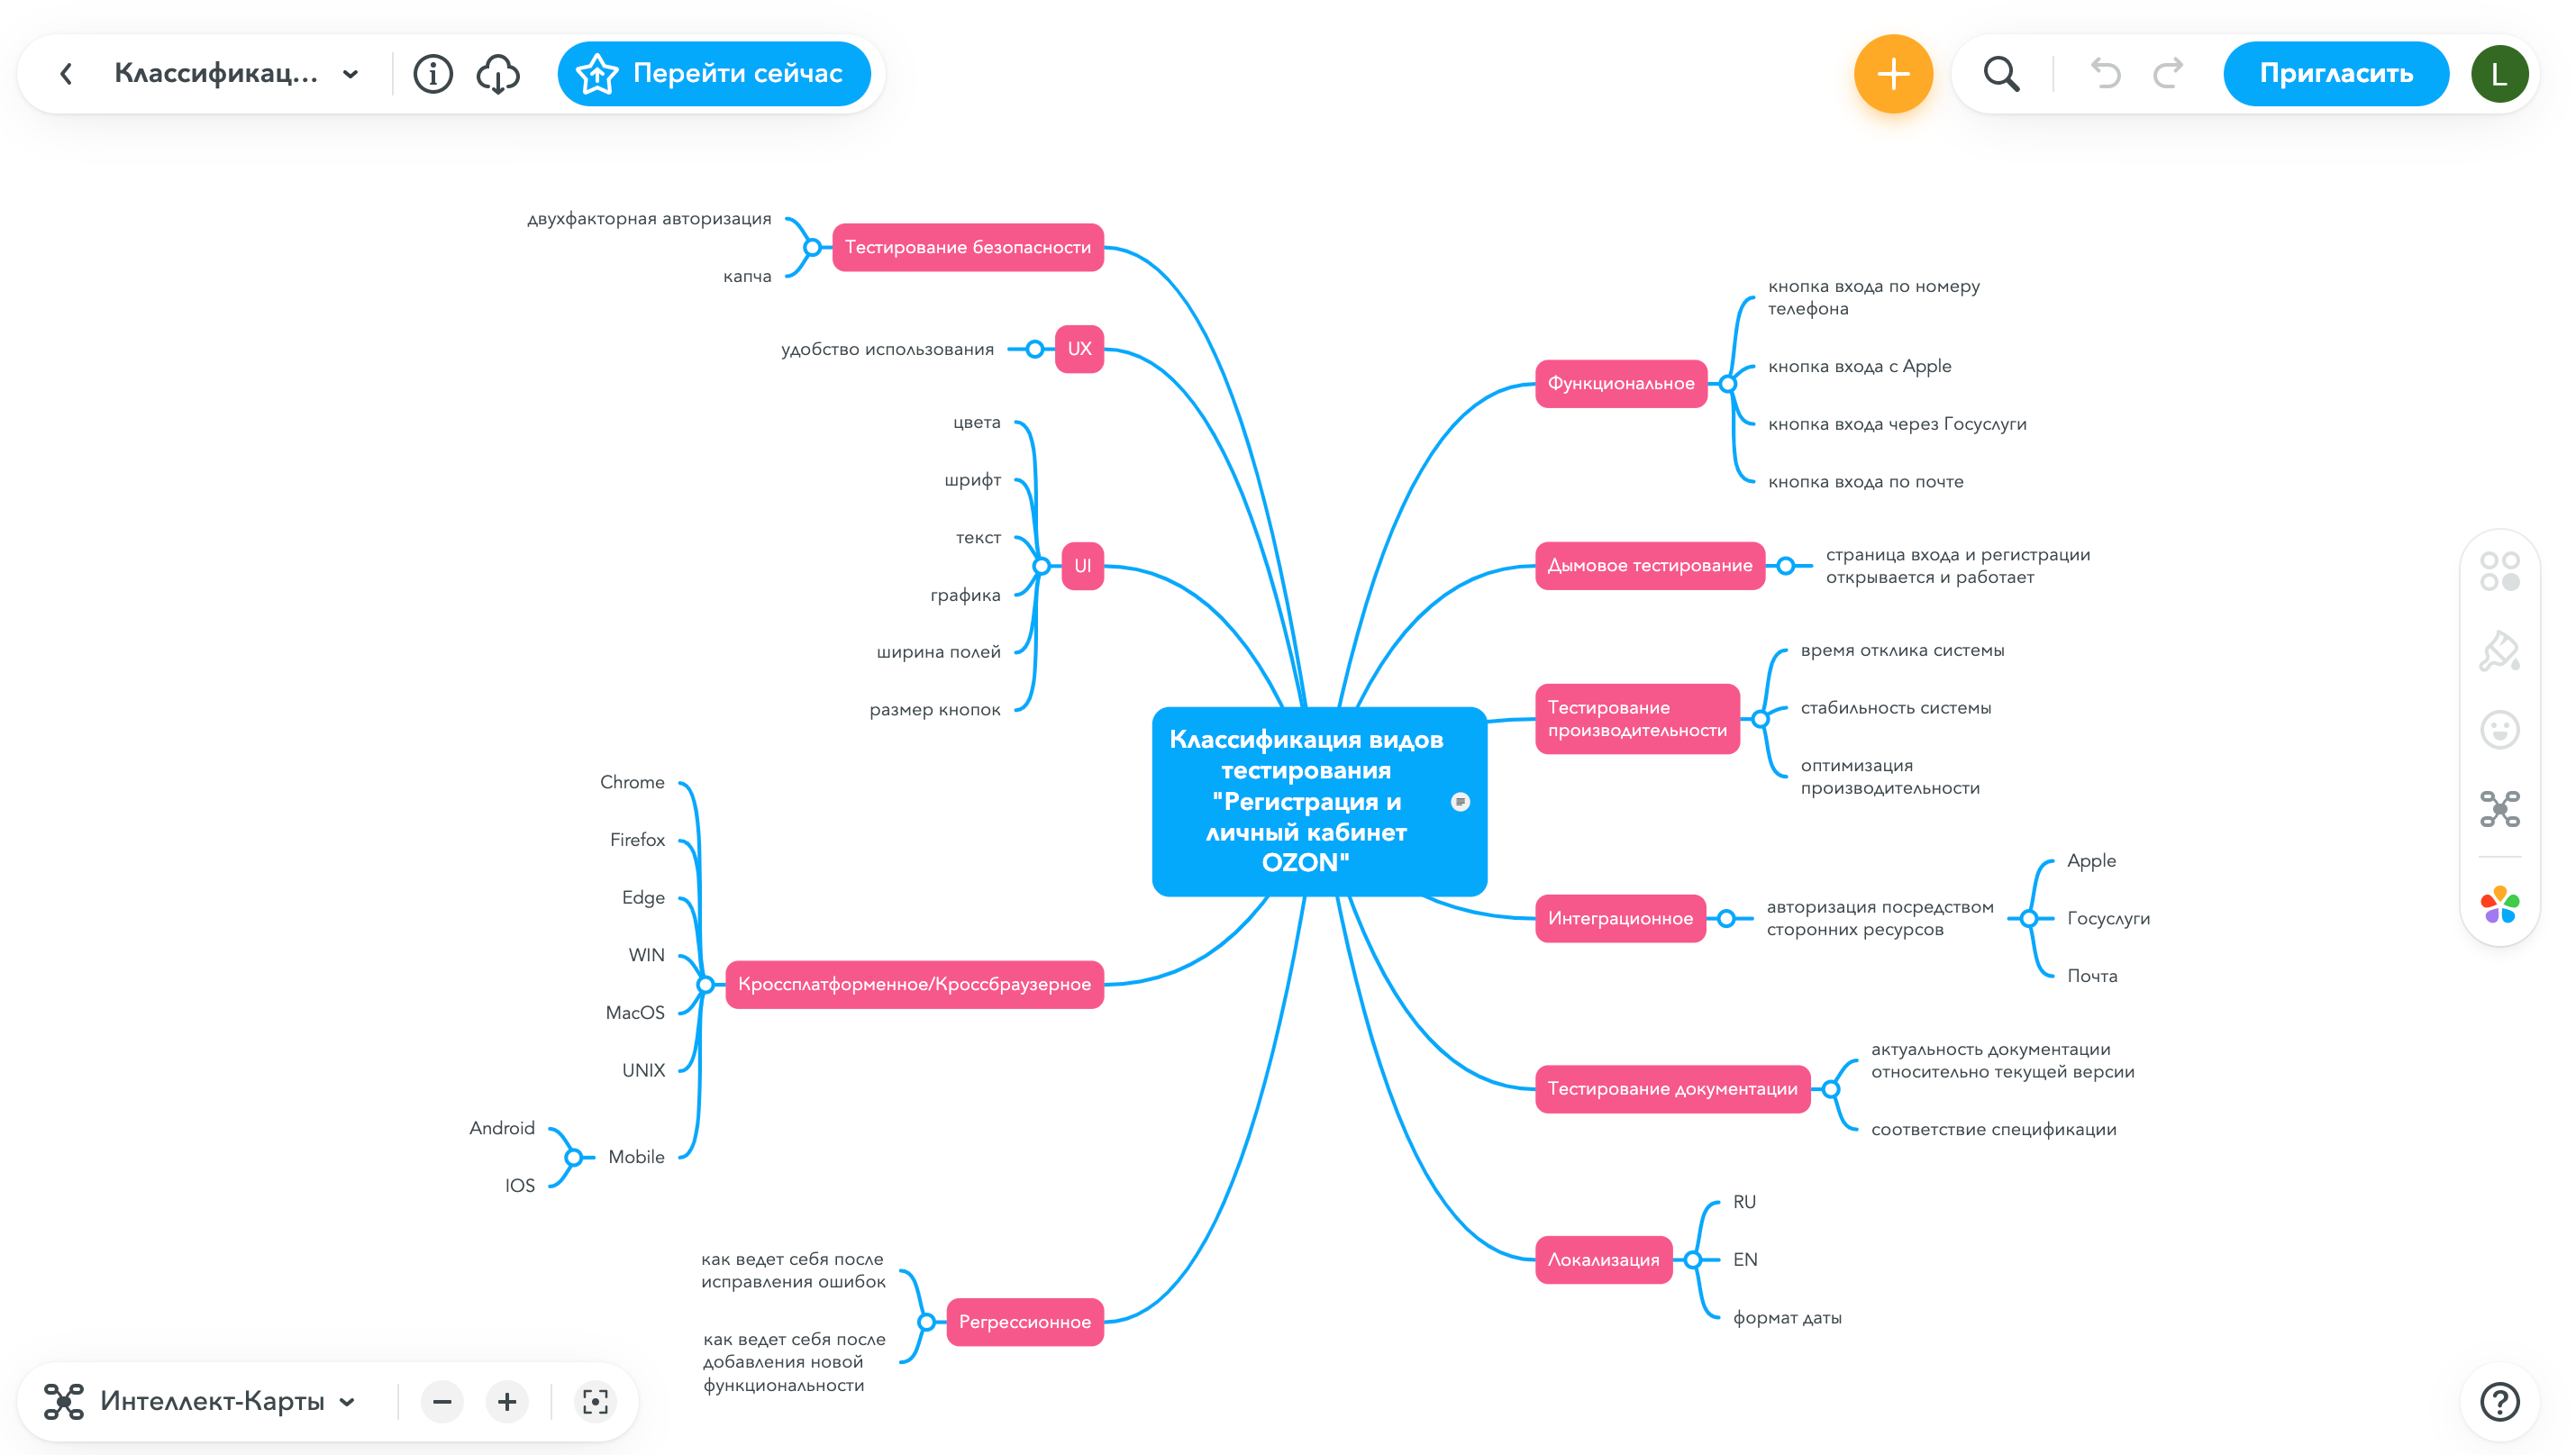 Классификац...
Перейти сейчас
Пригласить
L
двухфакторная авторизация
капча
Тестирование безопасности
удобство использования
UX
цвета
шрифт
текст
графика
ширина полей
размер кнопок
UI
Chrome
Firefox
Edge
WIN
MacOS
UNIX
Mobile
Android
IOS
Кроссплатформенное/Кроссбраузерное
как ведет себя после
исправления ошибок
как ведет себя после
добавления новой
функциональности
Регрессионное
Классификация видов
тестирования
"Регистрация и
личный кабинет
OZON"
Функциональное
кнопка входа по номеру
телефона
кнопка входа с Apple
кнопка входа через Госуслуги
кнопка входа по почте
Дымовое тестирование
страница входа и регистрации
открывается и работает
Тестирование
производительности
время отклика системы
стабильность системы
оптимизация
производительности
Интеграционное
авторизация посредством
сторонних ресурсов
Apple
Госуслуги
Почта
Тестирование документации
актуальность документации
относительно текущей версии
соответствие спецификации
Локализация
RU
EN
формат даты
Интеллект-Карты